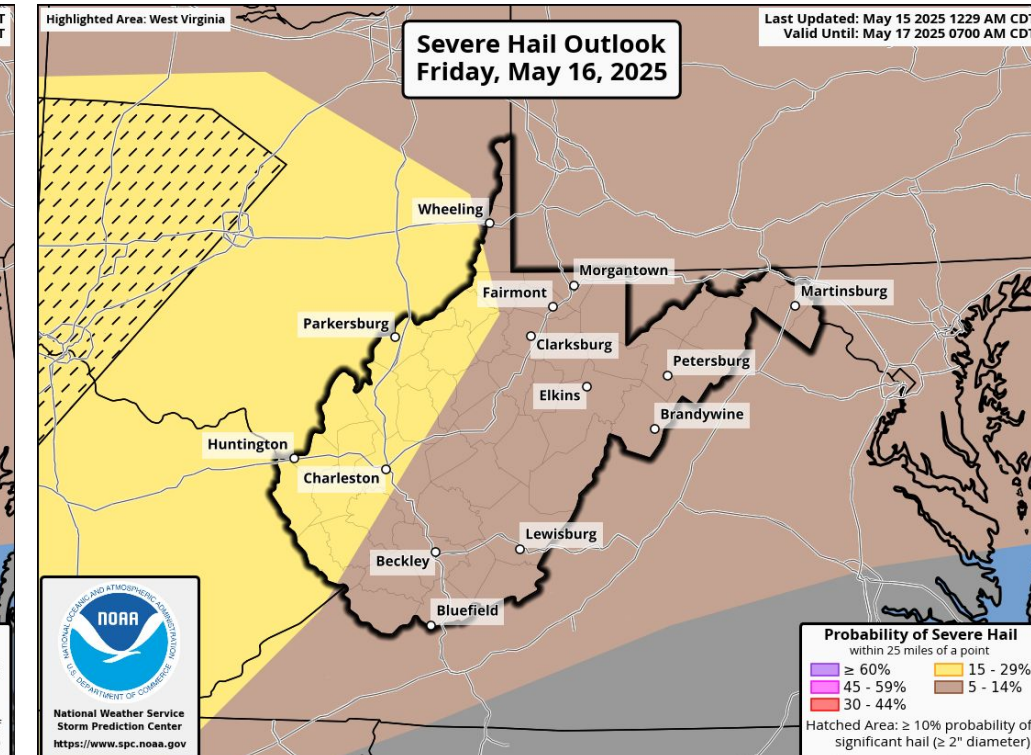 Highlighted Area: West Virginia
Severe Hail Outlook
Friday, May 16, 2025
Last Updated: May 15 2025 1229 AM CDT
Valid Until: May 17 2025 0700 AM CDT
Wheeling
Morgantown
Fairmont
Martinsburg
Parkersburg
Clarksburg
Petersburg
Elkins
Brandywine
Huntington
Charleston
Lewisburg
Beckley
Bluefield
NATIONAL OCEANIC AND ATMOSPHERIC ADMINISTRATION
NOAA
U.S. DEPARTMENT OF COMMERCE
National Weather Service
Storm Prediction Center
https://www.spc.noaa.gov
Probability of Severe Hail
within 25 miles of a point
≥ 60% 15 - 29%
45 - 59% 5 - 14%
30 - 44%
Hatched Area: ≥ 10% probability of
significant hail (≥ 2" diameter)